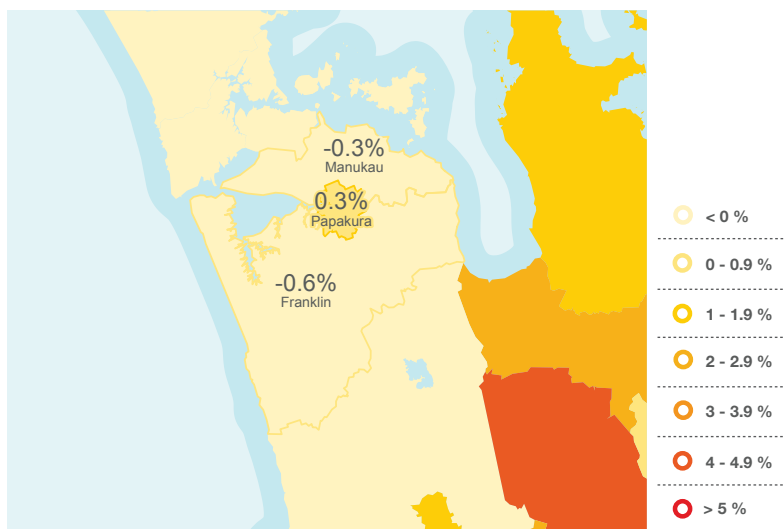 -0.3%
Manukau
0.3%
Papakura
-0.6%
Franklin
< 0 %
0 - 0.9 %
1 - 1.9 %
2 - 2.9 %
3 - 3.9 %
4 - 4.9 %
> 5 %